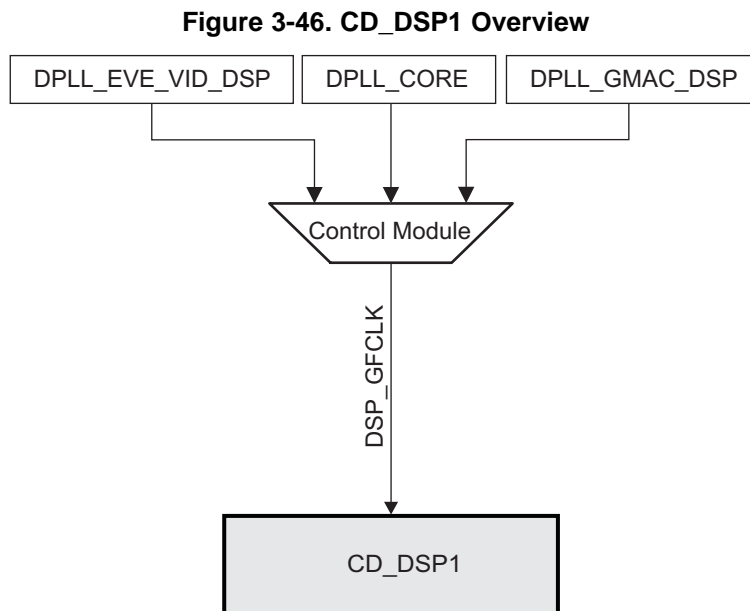 Figure 3-46. CD_DSP1 Overview
DPLL_EVE_VID_DSP
DPLL_CORE
DPLL_GMAC_DSP
Control Module
DSP_GFCLK
CD_DSP1